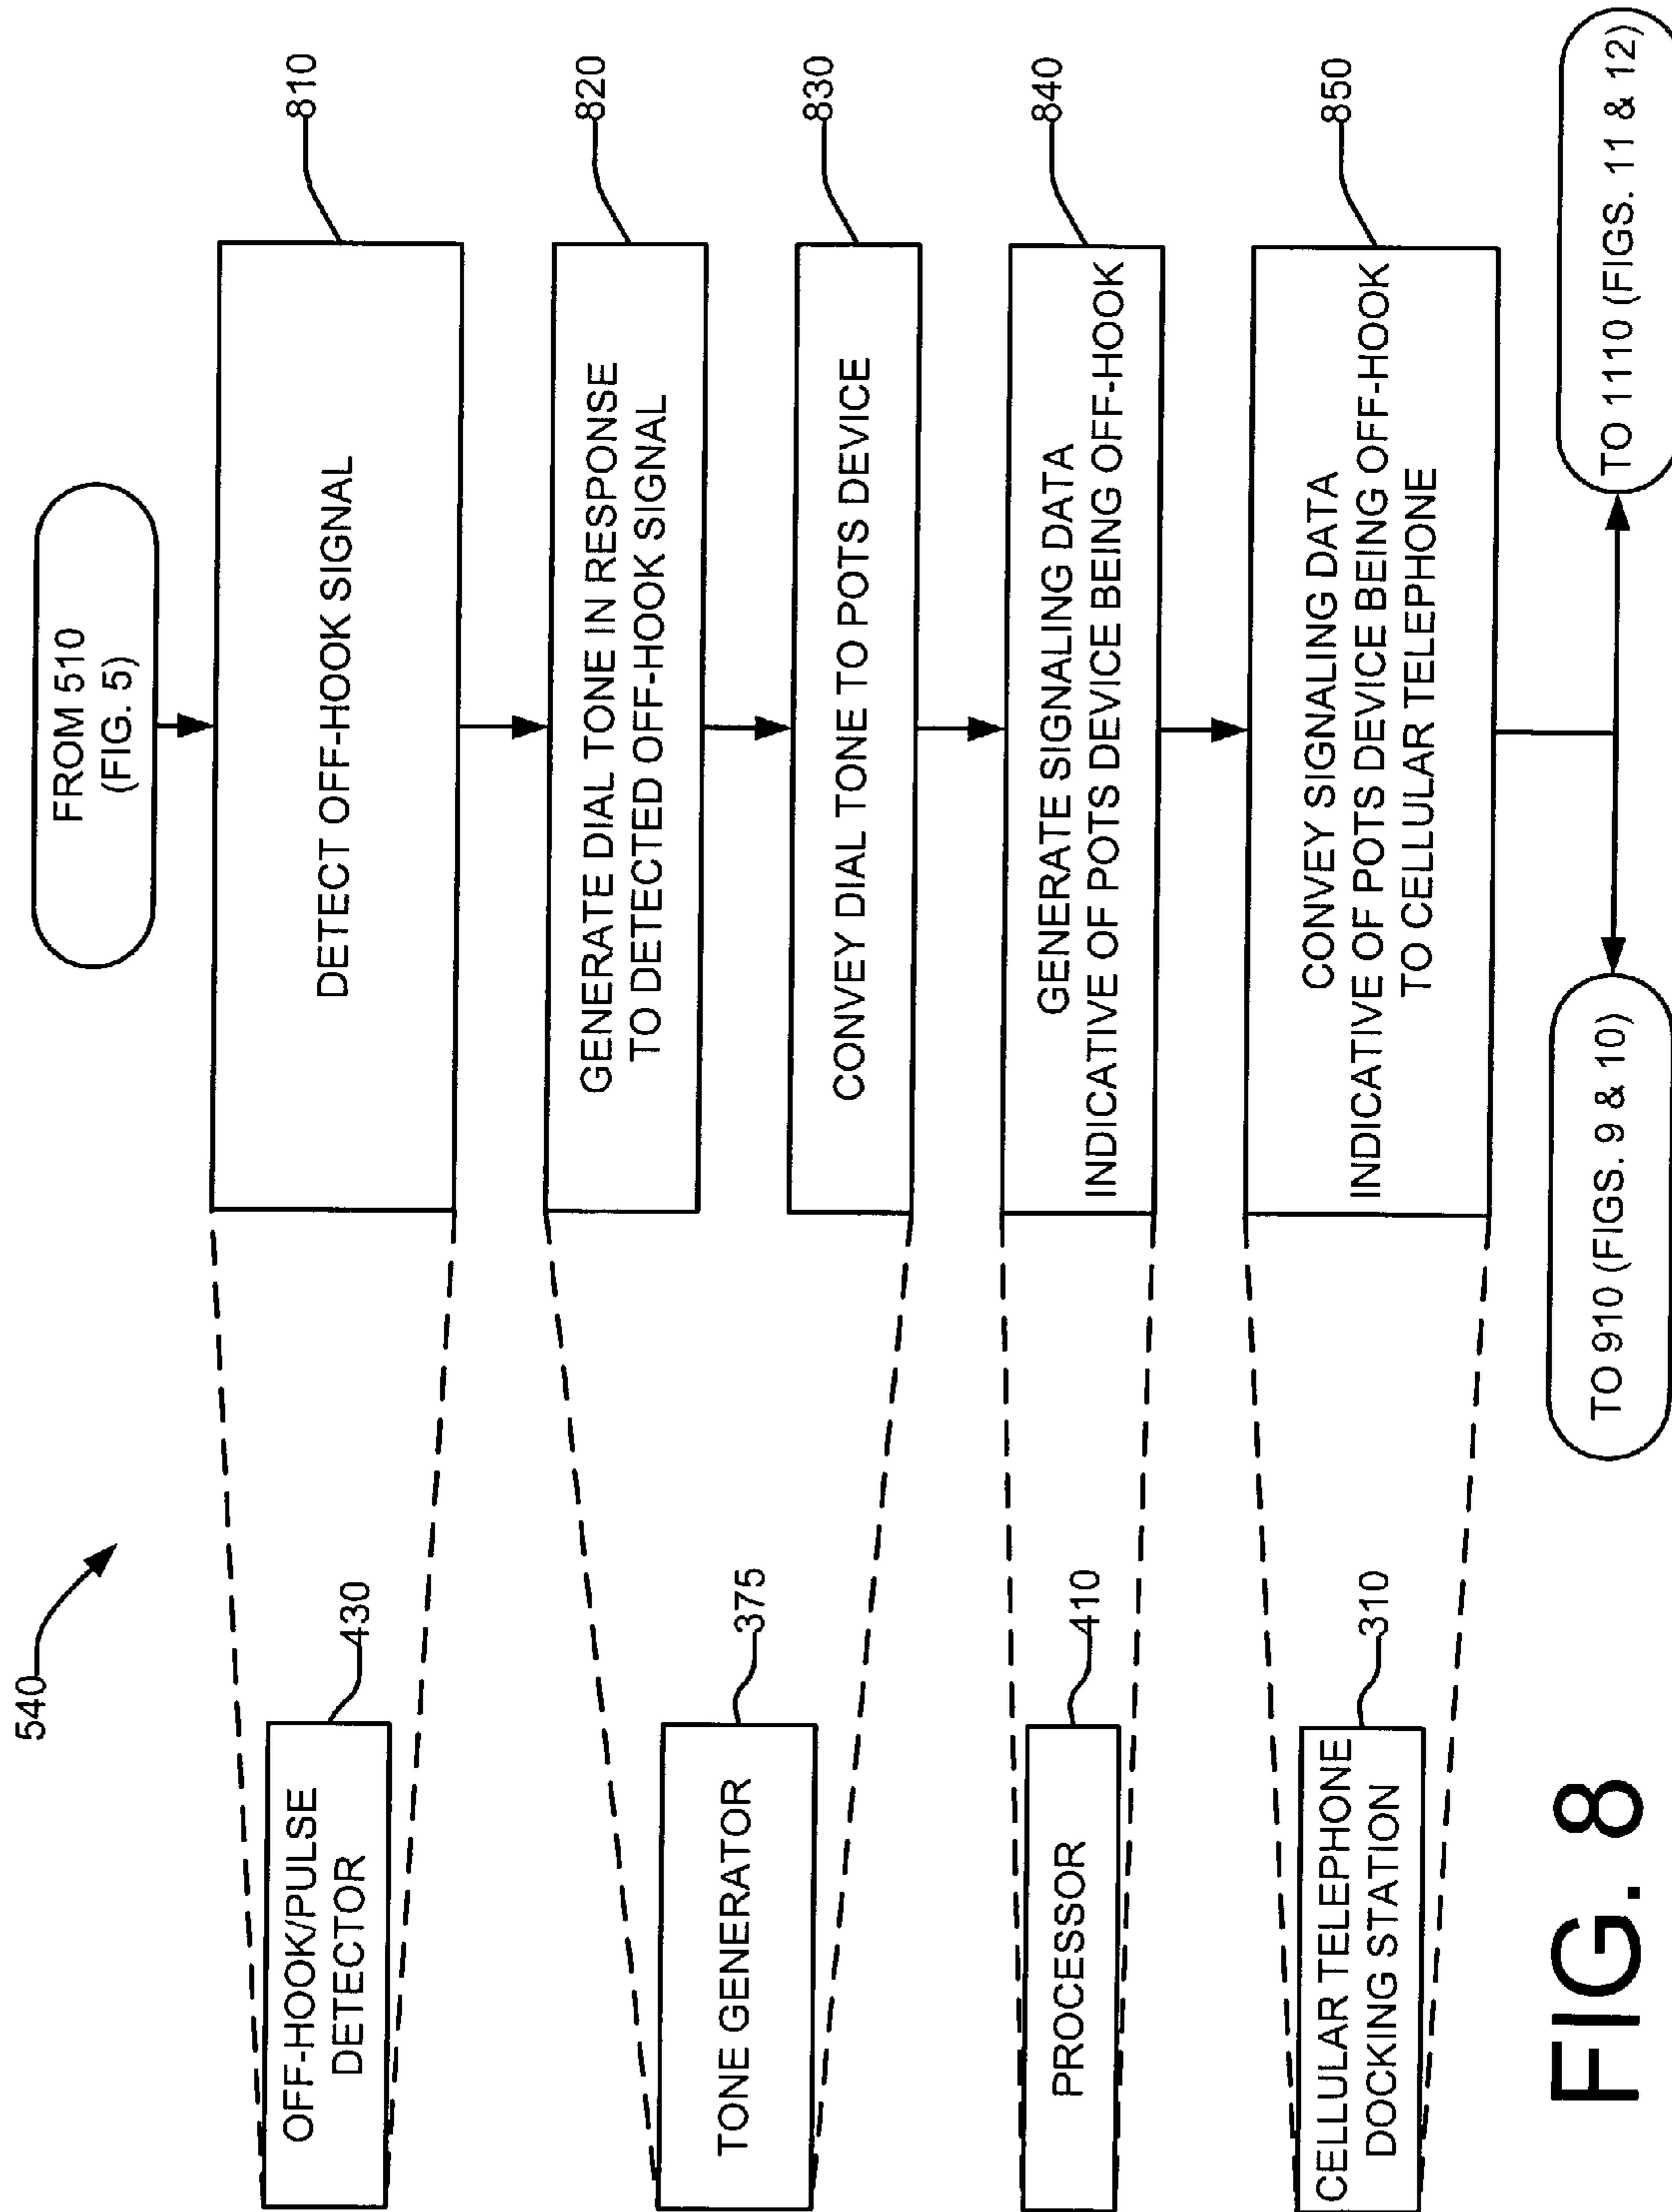 540
FROM 510
(FIG. 5)
OFF-HOOK/PULSE
DETECTOR
430
DETECT OFF-HOOK SIGNAL
810
TONE GENERATOR
375
GENERATE DIAL TONE IN RESPONSE
TO DETECTED OFF-HOOK SIGNAL
820
CONVEY DIAL TONE TO POTS DEVICE
830
PROCESSOR
410
GENERATE SIGNALING DATA
INDICATIVE OF POTS DEVICE BEING OFF-HOOK
840
CELLULAR TELEPHONE
DOCKING STATION
310
CONVEY SIGNALING DATA
INDICATIVE OF POTS DEVICE BEING OFF-HOOK
TO CELLULAR TELEPHONE
850
TO 910 (FIGS. 9 & 10)
TO 1110 (FIGS. 11 & 12)
FIG. 8